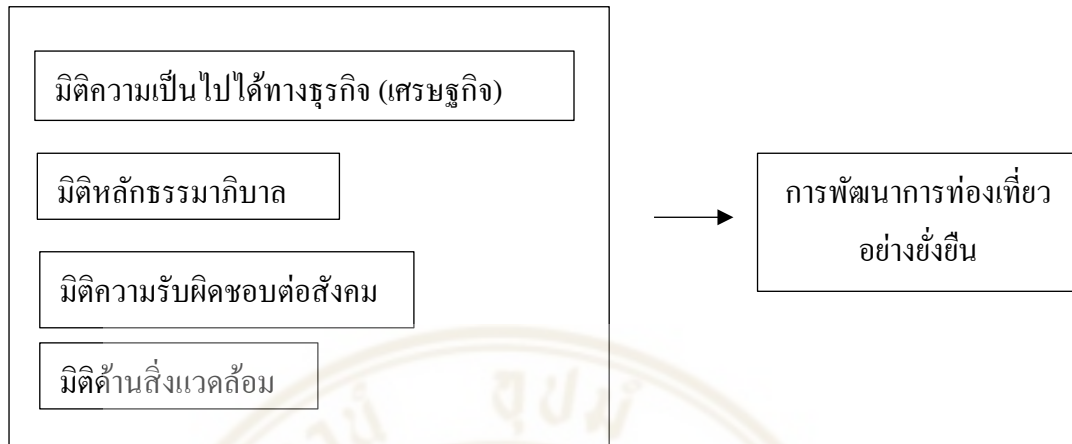 มิติความเป็นไปได้ทางธุรกิจ (เศรษฐกิจ)
มิติหลักธรรมาภิบาล
มิติความรับผิดชอบต่อสังคม
มิติด้านสิ่งแวดล้อม
การพัฒนาการท่องเที่ยว
อย่างยั่งยืน